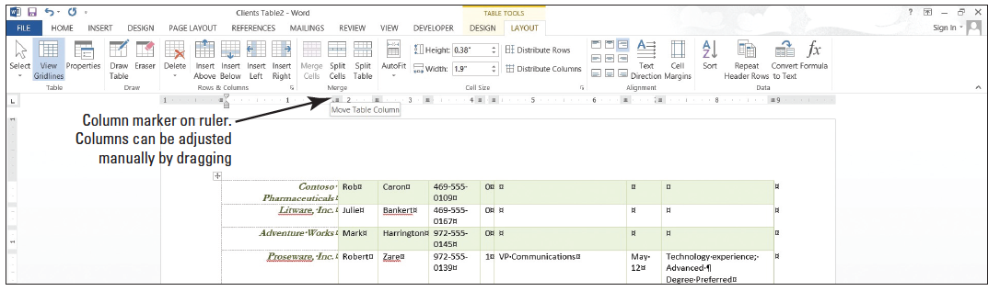 Clients Table2 - Word
TABLE TOOLS
FILE HOME INSERT DESIGN PAGE LAYOUT REFERENCES MAILINGS REVIEW VIEW DEVELOPER DESIGN LAYOUT Sign In
Height: 0.38" Distribute Rows
Width: 1.9" Distribute Columns
Select View Gridlines Properties Draw Table Eraser Delete Insert Above Insert Below Insert Left Insert Right Merge Cells Split Cells Split Table AutoFit Text Direction Cell Margins Sort Repeat Header Rows Convert to Text Formula
Table Draw Rows & Columns Merge Cell Size Alignment Data
1 1 2 3 4 5 6 7 8 9
Move Table Column
Column marker on ruler.
Columns can be adjusted
manually by dragging
Contoso· Rob¤ Caron¤ 469-555- 0¤ ¤ ¤ ¤ ¤
Pharmaceuticals¤ 0109¤
Litware,·Inc.¤ Julie¤ Bankert¤ 469-555- 0¤ ¤ ¤ ¤ ¤
0167¤
Adventure·Works¤ Mark¤ Harrington¤ 972-555- 0¤ ¤ ¤ ¤ ¤
0145¤
Proseware,·Inc.¤ Robert¤ Zare¤ 972-555- 1¤ VP·Communications¤ May· Technology·experience;· ¤
0139¤ 12¤ Advanced·¶
Degree·Preferred¤